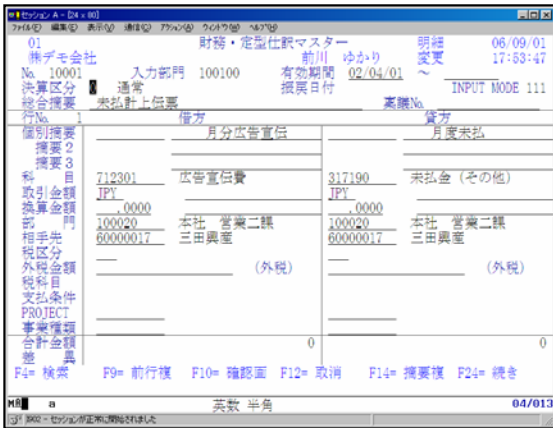 セッション A - [24 x 80]
ファイル(F) 編集(E) 表示(V) 通信(C) アクション(A) ウィンドウ(W) ヘルプ(H)
01 財務・定型仕訳マスター 明細 06/09/01
㈱デモ会社 前川 ゆかり 変更 17:53:47
No. 10001 入力部門 100100 有効期間 02/04/01 ～
決算区分 0 通常 振戻日付 INPUT MODE 111
総合摘要 未払計上伝票 稟議No.
行No. 1 借方 貸方
個別摘要 月分広告宣伝 月度未払
摘要2
摘要3
科 目 712301 広告宣伝費 317190 未払金 (その他)
取引金額 JPY JPY
換算金額 .0000 .0000
部 門 100020 本社 営業二課 100020 本社 営業二課
相手先 60000017 三田興産 60000017 三田興産
税区分
外税金額 (外税) (外税)
税科目
支払条件
PROJECT
事業種類
合計金額 0 0
差 異
F4= 検索 F9= 前行複 F10= 確認画 F12= 取消 F14= 摘要複 F24= 続き
MA a 英数 半角 04/013
3902 - セッションが正常に開始されました